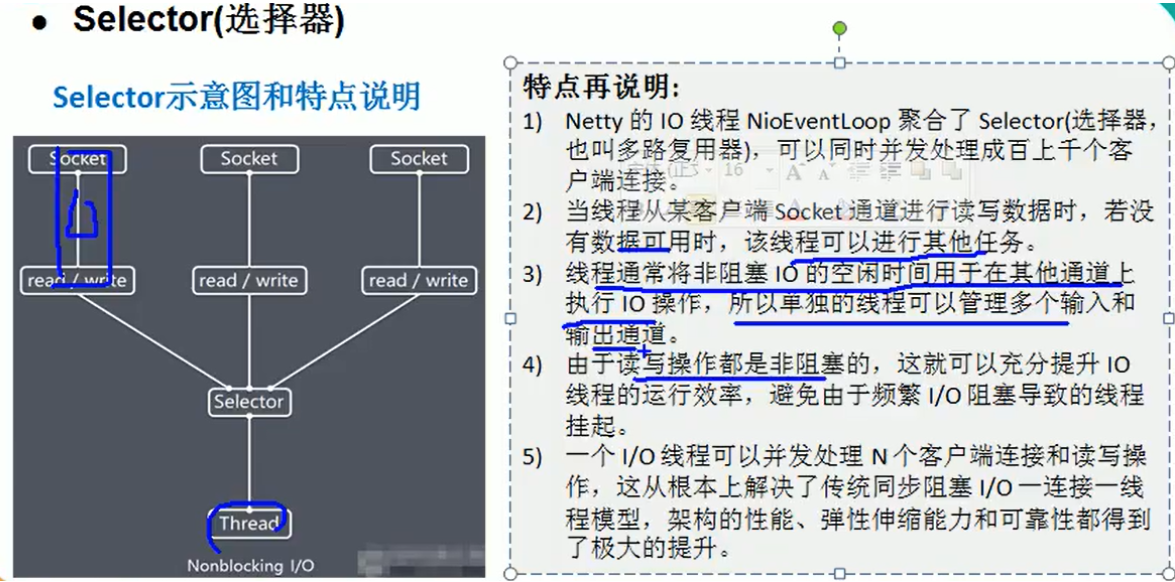 ● Selector(选择器)
Selector示意图和特点说明
Socket
Socket
Socket
read / write
read / write
read / write
Selector
Thread
Nonblocking I/O
特点再说明:
1) Netty 的 IO 线程 NioEventLoop 聚合了 Selector(选择器，
也叫多路复用器)，可以同时并发处理成百上千个客
户端连接。
2) 当线程从某客户端 Socket 通道进行读写数据时，若没
有数据可用时，该线程可以进行其他任务。
3) 线程通常将非阻塞 IO 的空闲时间用于在其他通道上
执行 IO 操作，所以单独的线程可以管理多个输入和
输出通道。
4) 由于读写操作都是非阻塞的，这就可以充分提升 IO
线程的运行效率，避免由于频繁 I/O 阻塞导致的线程
挂起。
5) 一个 I/O 线程可以并发处理 N 个客户端连接和读写操
作，这从根本上解决了传统同步阻塞 I/O 一连接一线
程模型，架构的性能、弹性伸缩能力和可靠性都得到
了极大的提升。